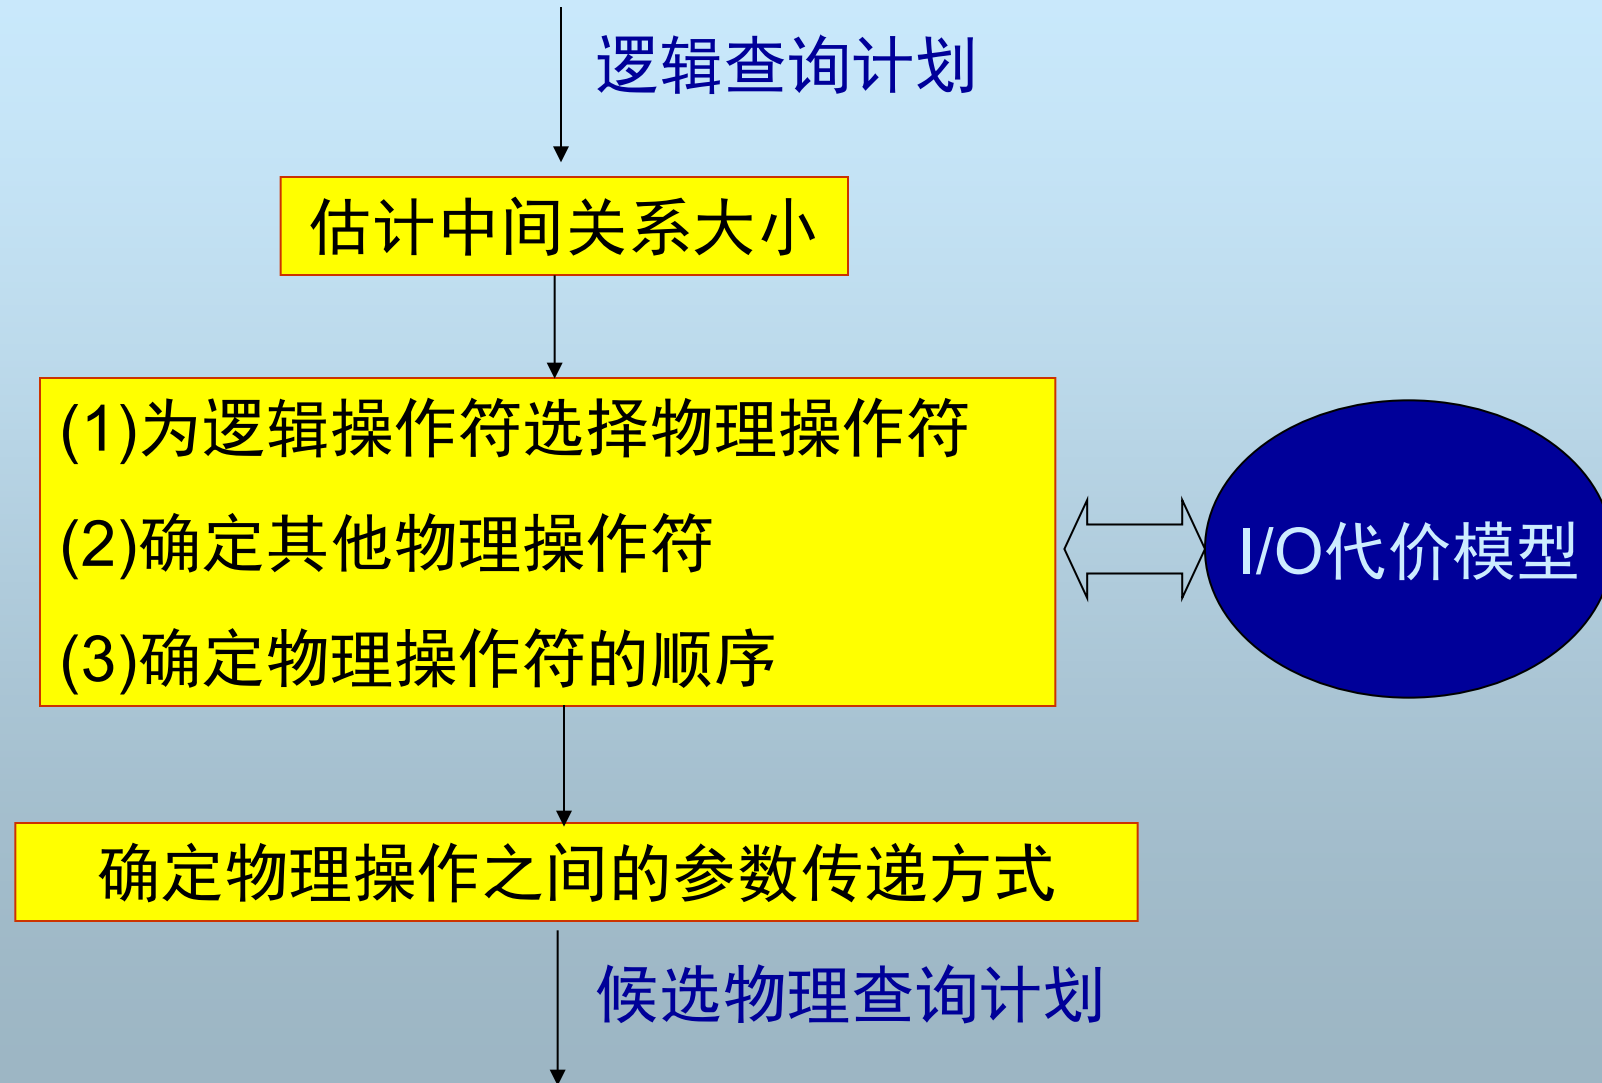 逻辑查询计划
估计中间关系大小
(1)为逻辑操作符选择物理操作符
(2)确定其他物理操作符
(3)确定物理操作符的顺序
I/O代价模型
确定物理操作之间的参数传递方式
候选物理查询计划